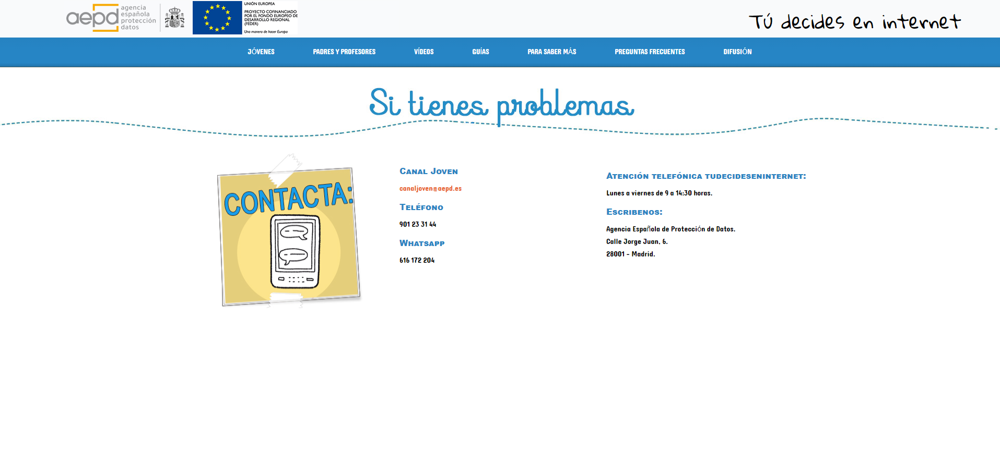 aepd
agencia
española
protección
datos
UNIÓN EUROPEA
PROYECTO COFINANCIADO
POR EL FONDO EUROPEO DE
DESARROLLO REGIONAL
(FEDER)
Una manera de hacer Europa
Tú decides en internet
JÓVENES PADRES Y PROFESORES VÍDEOS GUÍAS PARA SABER MÁS PREGUNTAS FRECUENTES DIFUSIÓN
Si tienes problemas
CONTACTA:
Canal Joven
canaljoven@aepd.es
Teléfono
901 23 31 44
Whatsapp
616 172 204
Atención telefónica tudecideseninternet:
Lunes a viernes de 9 a 14:30 horas.
Escribenos:
Agencia Española de Protección de Datos.
Calle Jorge Juan, 6.
28001 - Madrid.